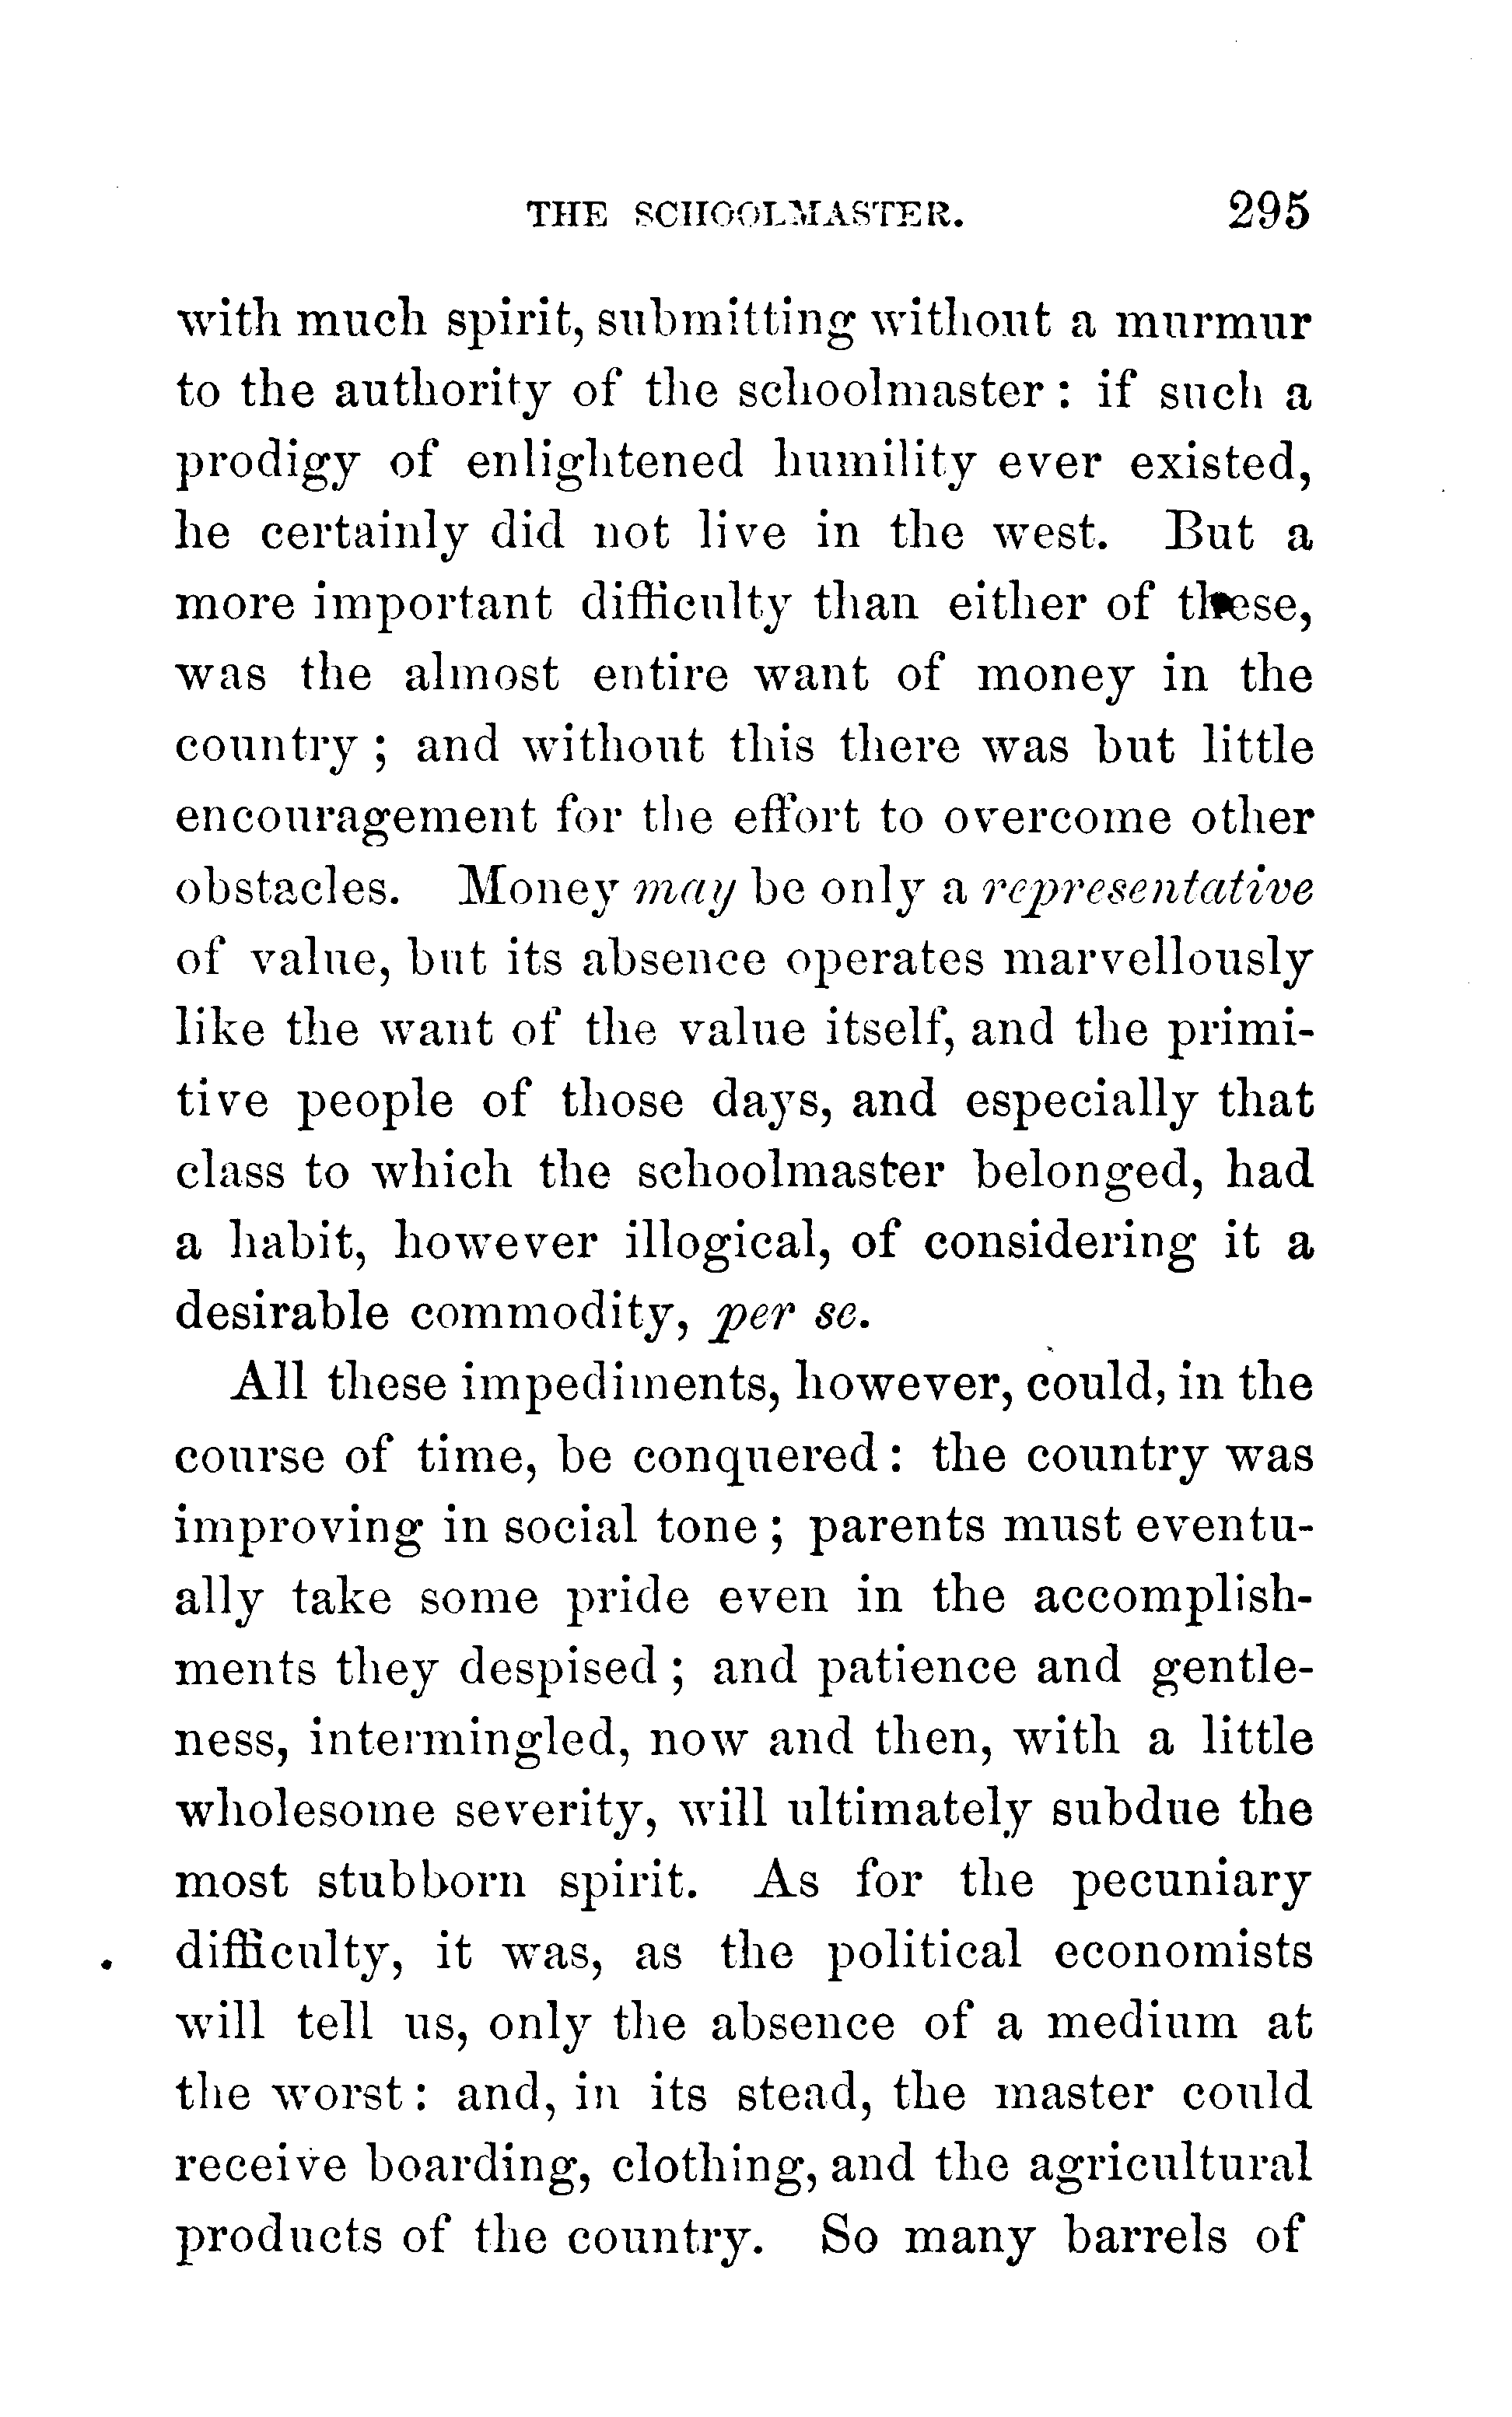 THE SCHOOLMASTER. 295
with much spirit, submitting without a murmur
to the authority of the schoolmaster : if such a
prodigy of enlightened humility ever existed,
he certainly did not live in the west. But a
more important difficulty than either of these,
was the almost entire want of money in the
country ; and without this there was but little
encouragement for the effort to overcome other
obstacles. Money may be only a representative
of value, but its absence operates marvellously
like the want of the value itself, and the primi-
tive people of those days, and especially that
class to which the schoolmaster belonged, had
a habit, however illogical, of considering it a
desirable commodity, per se.
All these impediments, however, could, in the
course of time, be conquered : the country was
improving in social tone ; parents must eventu-
ally take some pride even in the accomplish-
ments they despised ; and patience and gentle-
ness, intermingled, now and then, with a little
wholesome severity, will ultimately subdue the
most stubborn spirit. As for the pecuniary
difficulty, it was, as the political economists
will tell us, only the absence of a medium at
the worst : and, in its stead, the master could
receive boarding, clothing, and the agricultural
products of the country. So many barrels of